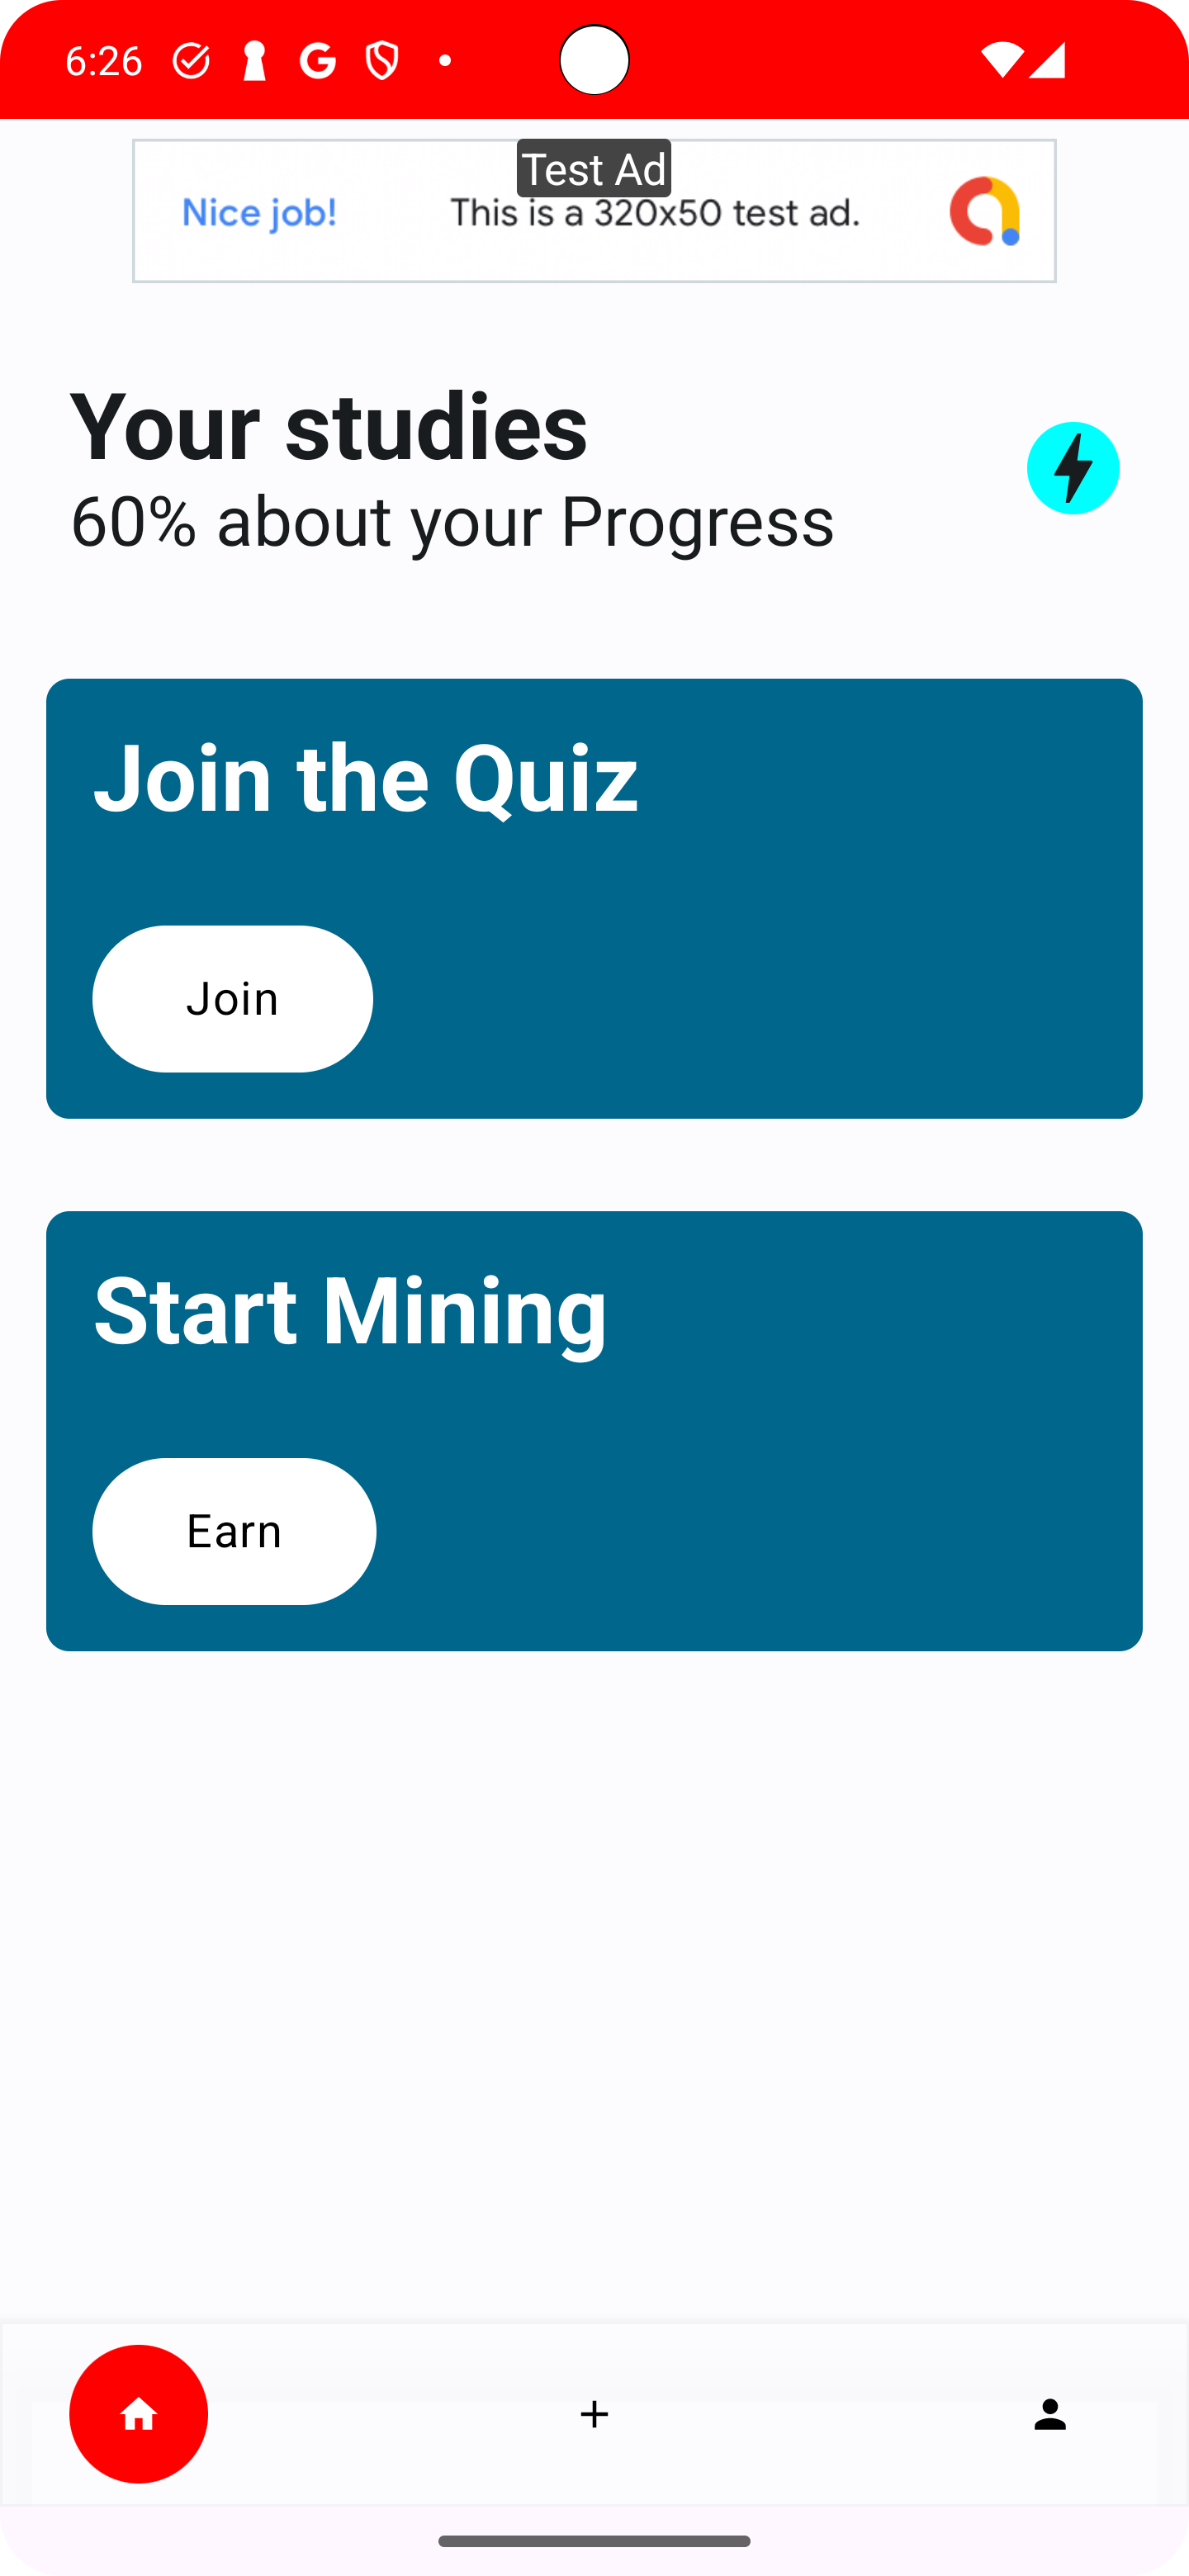 6:26
Test Ad
Nice job! This is a 320x50 test ad.
Your studies
60% about your Progress
Join the Quiz
Join
Start Mining
Earn